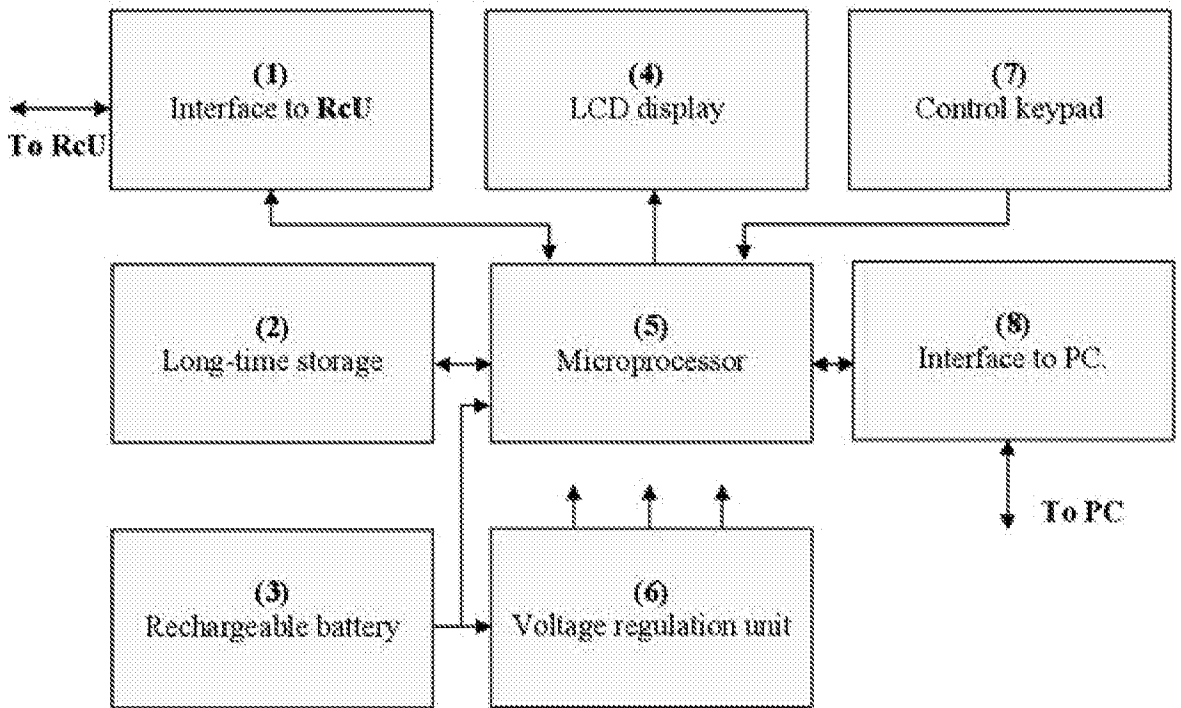 (1)
Interface to RcU
To RcU
(4)
LCD display
(7)
Control keypad
(2)
Long-time storage
(5)
Microprocessor
(8)
Interface to PC.
To PC
(3)
Rechargeable battery
(6)
Voltage regulation unit